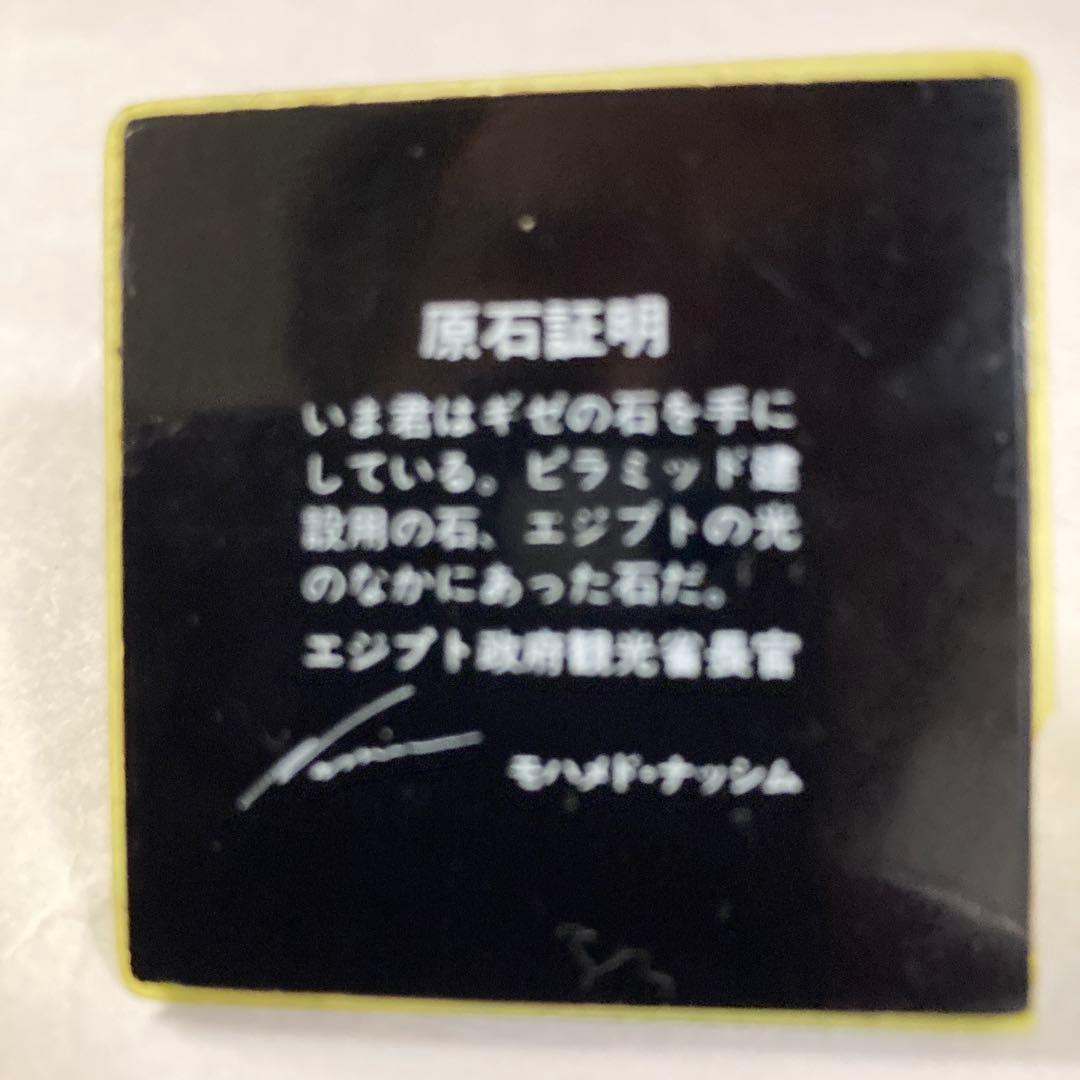 原石証明
いま君はギゼの石を手に
している。ピラミッド建
設用の石、エジプトの光
のなかにあった石だ。
エジプト政府観光省長官
モハメド・ナッシム